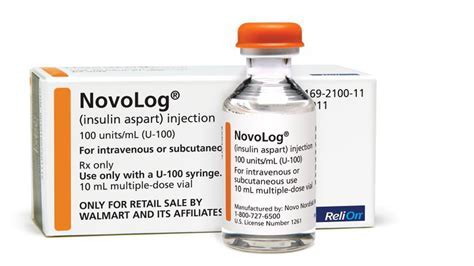 NovoLog®
(insulin aspart) injection
100 units/mL (U-100)
For intravenous or subcutaneous
Rx only
Use only with a U-100 syringe.
10 mL multiple-dose vial
ONLY FOR RETAIL SALE BY
WALMART AND ITS AFFILIATES
169-2100-11
11
ReliOn
NovoLog®
(insulin aspart) injection
100 units/mL (U-100)
For intravenous or
subcutaneous use
10 mL multiple-dose vial
Manufactured by: Novo Nordisk
1-800-727-6500
U.S. License Number 1261